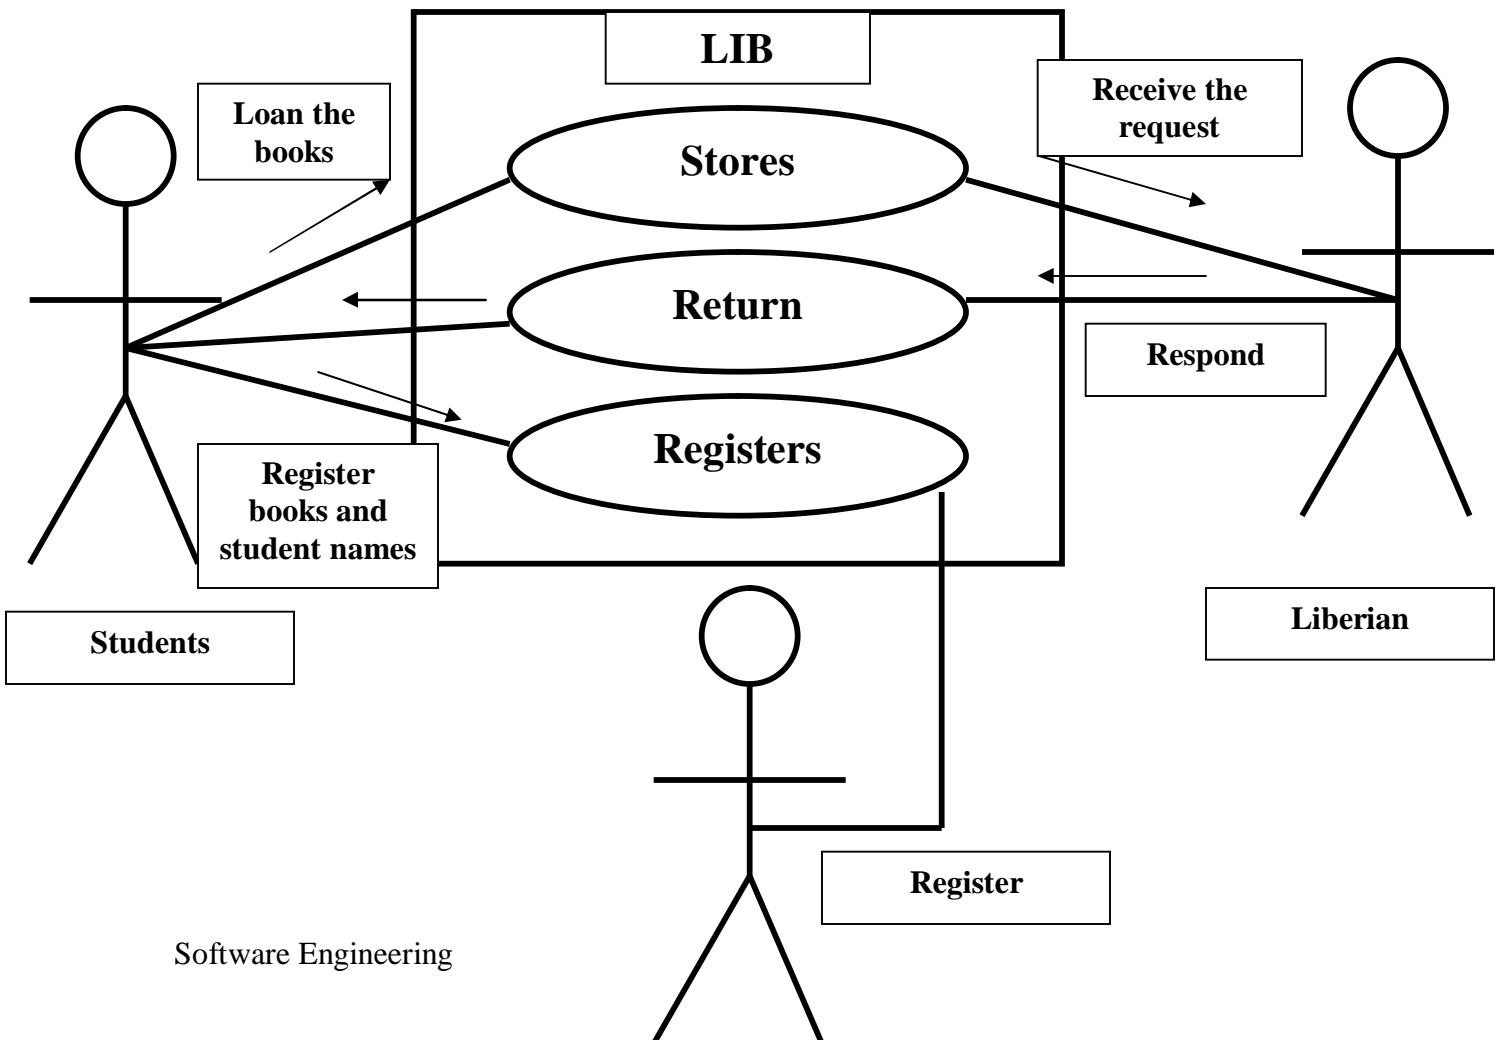 LIB
Loan the
books
Receive the
request
Stores
Return
Respond
Registers
Register
books and
student names
Students
Liberian
Register
Software Engineering